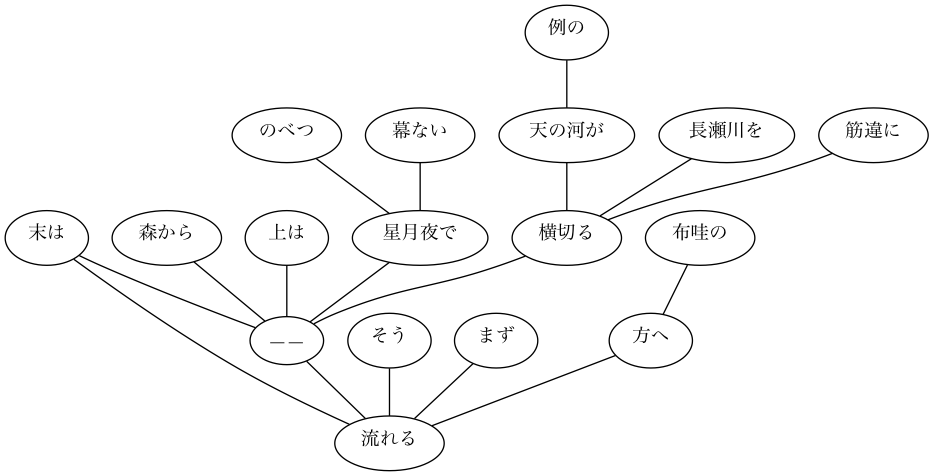 例の
のべつ 幕ない 天の河が 長瀬川を 筋違に
末は 森から 上は 星月夜で 横切る 布哇の
―― そう まず 方へ
流れる